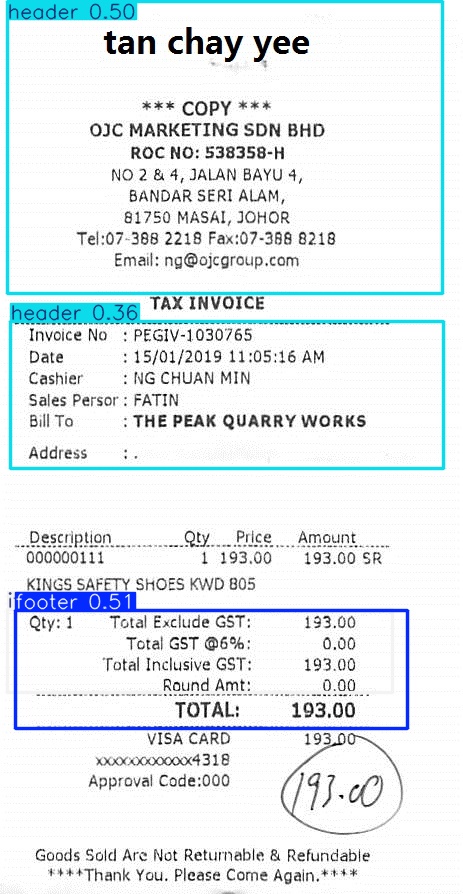 header 0.50
tan chay yee
*** COPY ***
OJC MARKETING SDN BHD
ROC NO: 538358-H
NO 2 & 4, JALAN BAYU 4,
BANDAR SERI ALAM,
81750 MASAI, JOHOR
Tel:07-388 2218 Fax:07-388 8218
Email: ng@ojcgroup.com
TAX INVOICE
header 0.36
Invoice No : PEGIV-1030765
Date : 15/01/2019 11:05:16 AM
Cashier : NG CHUAN MIN
Sales Persor : FATIN
Bill To : THE PEAK QUARRY WORKS
Address : .
Description Qty Price Amount
000000111 1 193.00 193.00 SR
KINGS SAFETY SHOES KWD 805
footer 0.51
Qty: 1 Total Exclude GST: 193.00
Total GST @6%: 0.00
Total Inclusive GST: 193.00
Round Amt: 0.00
TOTAL: 193.00
VISA CARD 193.00
xxxxxxxxxxxx4318
Approval Code:000
193.00
Goods Sold Are Not Returnable & Refundable
****Thank You. Please Come Again.****